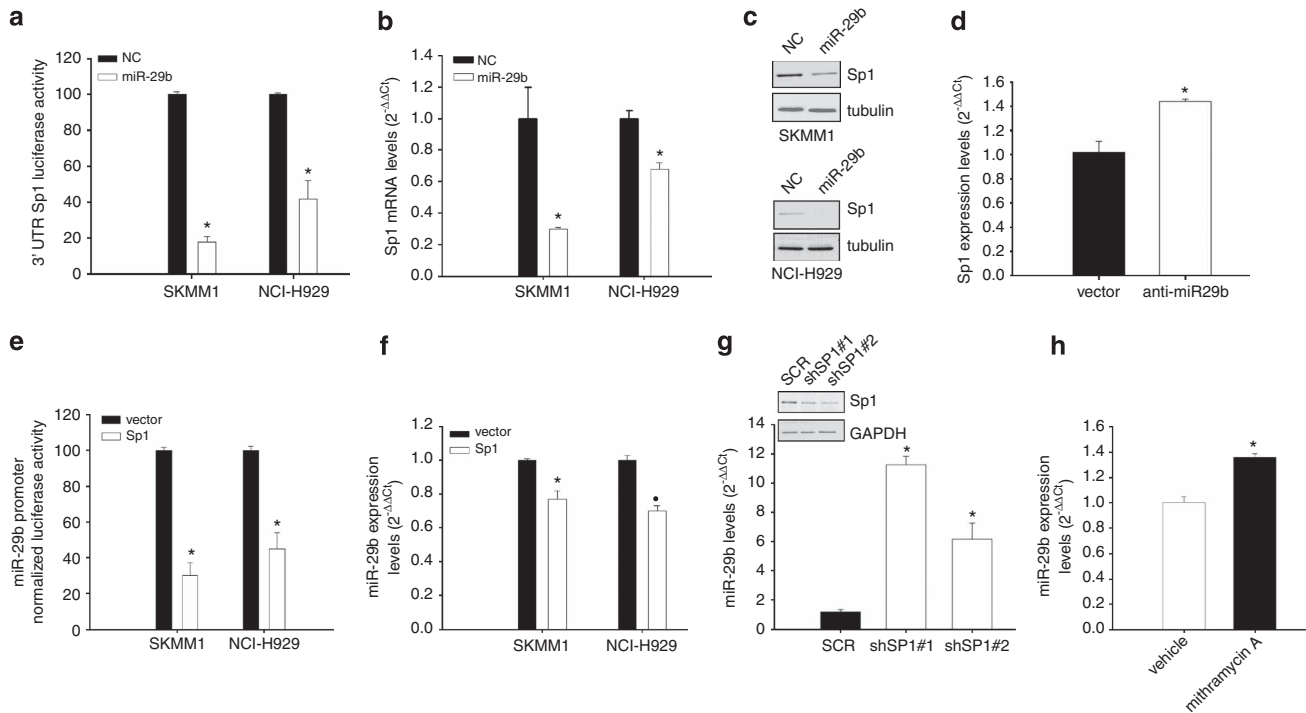 a
3' UTR Sp1 luciferase activity
120
100
80
60
40
20
0
NC
miR-29b
*
*
SKMM1
NCI-H929
b
Sp1 mRNA levels (2-ΔΔCt)
1.4
1.2
1.0
0.8
0.6
0.4
0.2
0.0
NC
miR-29b
*
*
SKMM1
NCI-H929
c
NC
miR-29b
Sp1
tubulin
SKMM1
NC
miR-29b
Sp1
tubulin
NCI-H929
d
Sp1 expression levels (2-ΔΔCt)
1.6
1.4
1.2
1.0
0.6
0.4
0.2
0.0
*
vector
anti-miR29b
e
miR-29b promoter
normalized luciferase activity
120
100
80
60
40
20
0
vector
Sp1
*
*
SKMM1
NCI-H929
f
miR-29b expression
levels (2-ΔΔCt)
1.2
1.0
0.8
0.6
0.4
0.2
0.0
vector
Sp1
*
•
SKMM1
NCI-H929
g
SCR
shSP1#1
shSP1#2
Sp1
GAPDH
miR-29b levels (2-ΔΔCt)
14
12
10
8
6
4
2
0
*
*
SCR
shSP1#1
shSP1#2
h
miR-29b expression
levels (2-ΔΔCt)
1.6
1.4
1.2
1.0
0.8
0.6
0.4
0.2
0.0
*
vehicle
mithramycin A